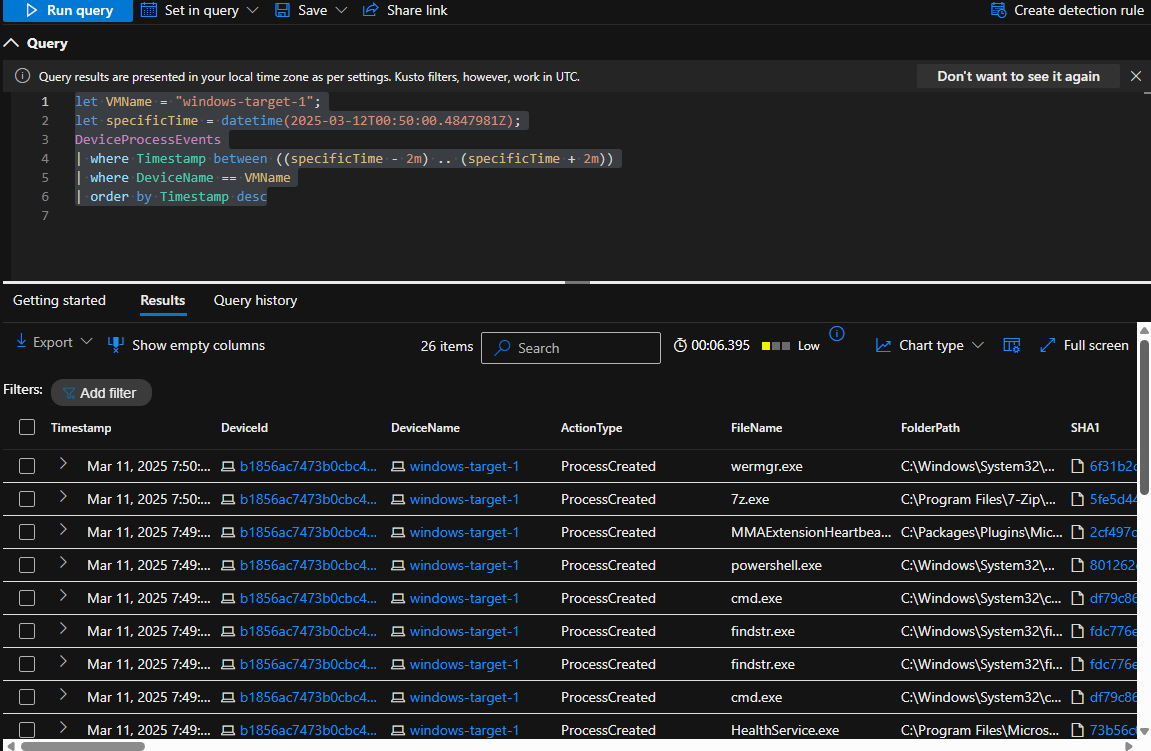 Run query Set in query Save Share link Create detection rule
Query
Query results are presented in your local time zone as per settings. Kusto filters, however, work in UTC. Don't want to see it again
1 let VMName = "windows-target-1";
2 let specificTime = datetime(2025-03-12T00:50:00.4847981Z);
3 DeviceProcessEvents
4 | where Timestamp between ((specificTime - 2m) .. (specificTime + 2m))
5 | where DeviceName == VMName
6 | order by Timestamp desc
7
Getting started Results Query history
Export Show empty columns 26 items Search 00:06.395 Low Chart type Full screen
Filters: Add filter
Timestamp DeviceId DeviceName ActionType FileName FolderPath SHA1
Mar 11, 2025 7:50:... b1856ac7473b0cbc4... windows-target-1 ProcessCreated wermgr.exe C:\Windows\System32\... 6f31b2
Mar 11, 2025 7:50:... b1856ac7473b0cbc4... windows-target-1 ProcessCreated 7z.exe C:\Program Files\7-Zip\... 5fe5d44
Mar 11, 2025 7:49:... b1856ac7473b0cbc4... windows-target-1 ProcessCreated MMAExtensionHeartbea... C:\Packages\Plugins\Mic... 2cf497
Mar 11, 2025 7:49:... b1856ac7473b0cbc4... windows-target-1 ProcessCreated powershell.exe C:\Windows\System32\... 801262
Mar 11, 2025 7:49:... b1856ac7473b0cbc4... windows-target-1 ProcessCreated cmd.exe C:\Windows\System32\c... df79c86
Mar 11, 2025 7:49:... b1856ac7473b0cbc4... windows-target-1 ProcessCreated findstr.exe C:\Windows\System32\fi... fdc776
Mar 11, 2025 7:49:... b1856ac7473b0cbc4... windows-target-1 ProcessCreated findstr.exe C:\Windows\System32\fi... fdc776
Mar 11, 2025 7:49:... b1856ac7473b0cbc4... windows-target-1 ProcessCreated cmd.exe C:\Windows\System32\c... df79c86
Mar 11, 2025 7:49:... b1856ac7473b0cbc4... windows-target-1 ProcessCreated HealthService.exe C:\Program Files\Micros... 73b56c